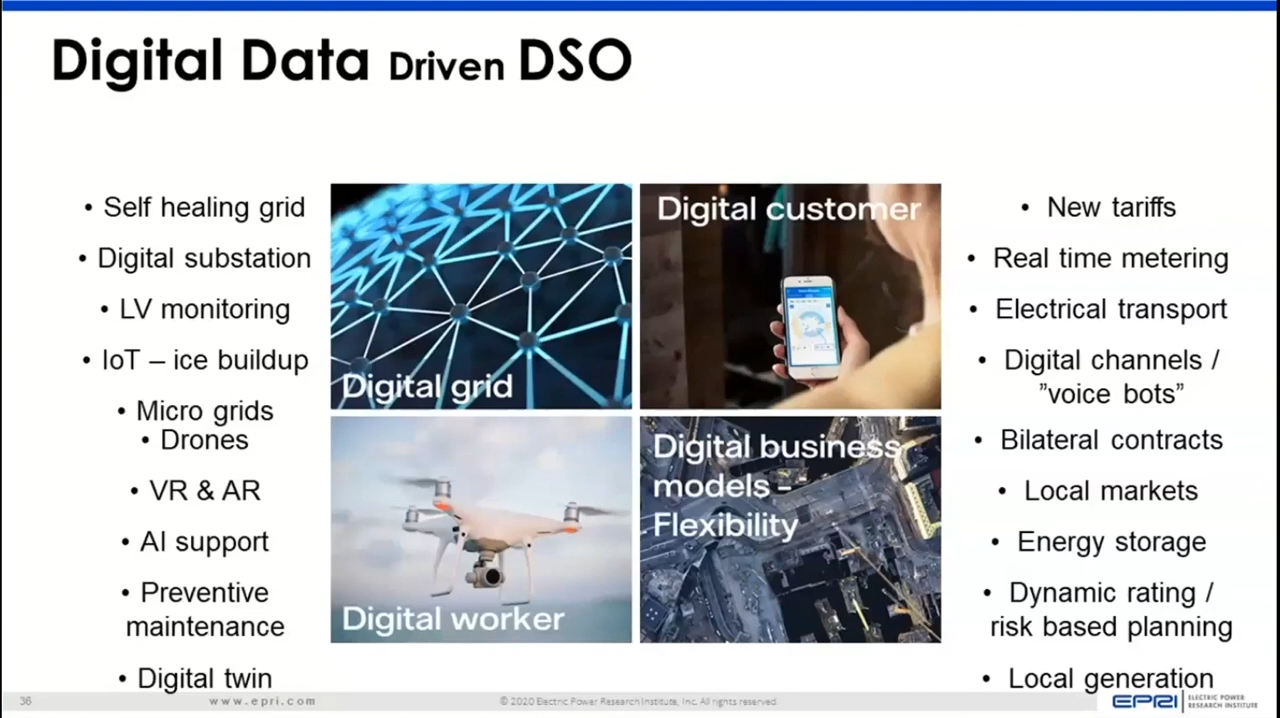 Digital Data Driven DSO
• Self healing grid
• Digital substation
• LV monitoring
• IoT – ice buildup
• Micro grids
• Drones
• VR & AR
• AI support
• Preventive
maintenance
• Digital twin
Digital grid
Digital customer
Digital worker
Digital business
models –
Flexibility
• New tariffs
• Real time metering
• Electrical transport
• Digital channels /
”voice bots”
• Bilateral contracts
• Local markets
• Energy storage
• Dynamic rating /
risk based planning
• Local generation
36
www.epri.com
© 2020 Electric Power Research Institute, Inc. All rights reserved.
EPRI
ELECTRIC POWER
RESEARCH INSTITUTE